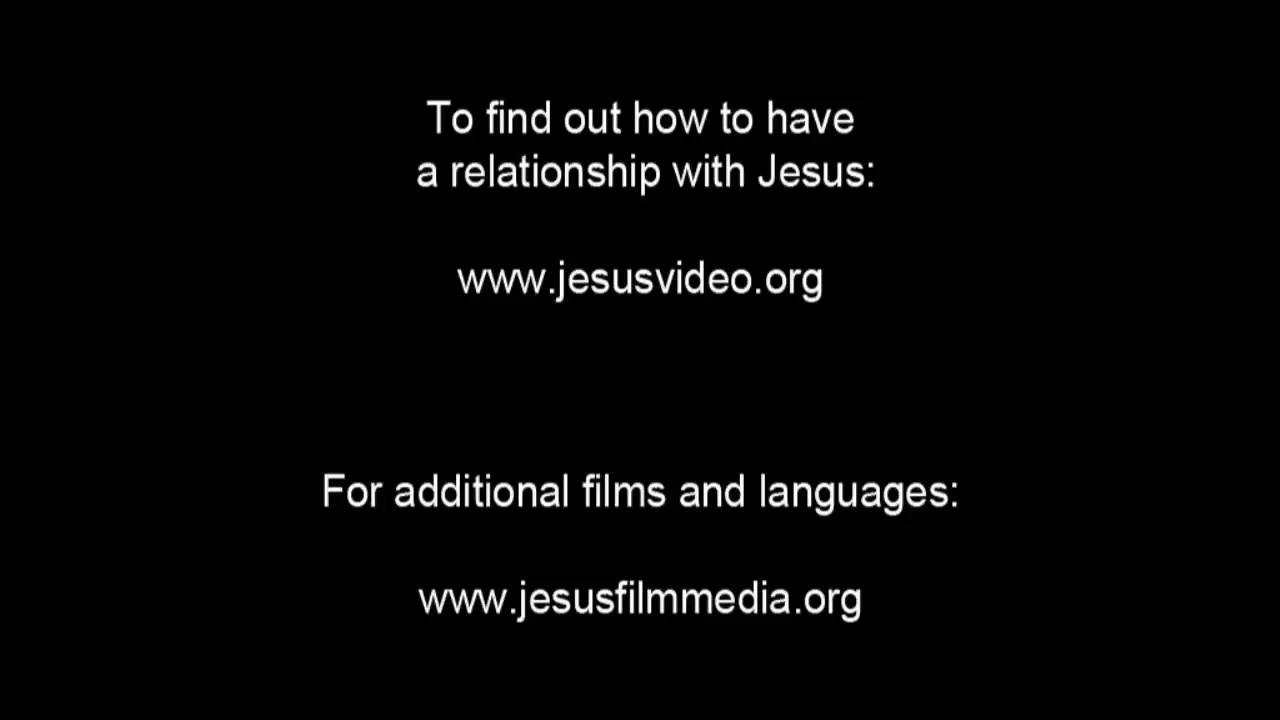 To find out how to have
a relationship with Jesus:
www.jesusvideo.org
For additional films and languages:
www.jesusfilmmedia.org